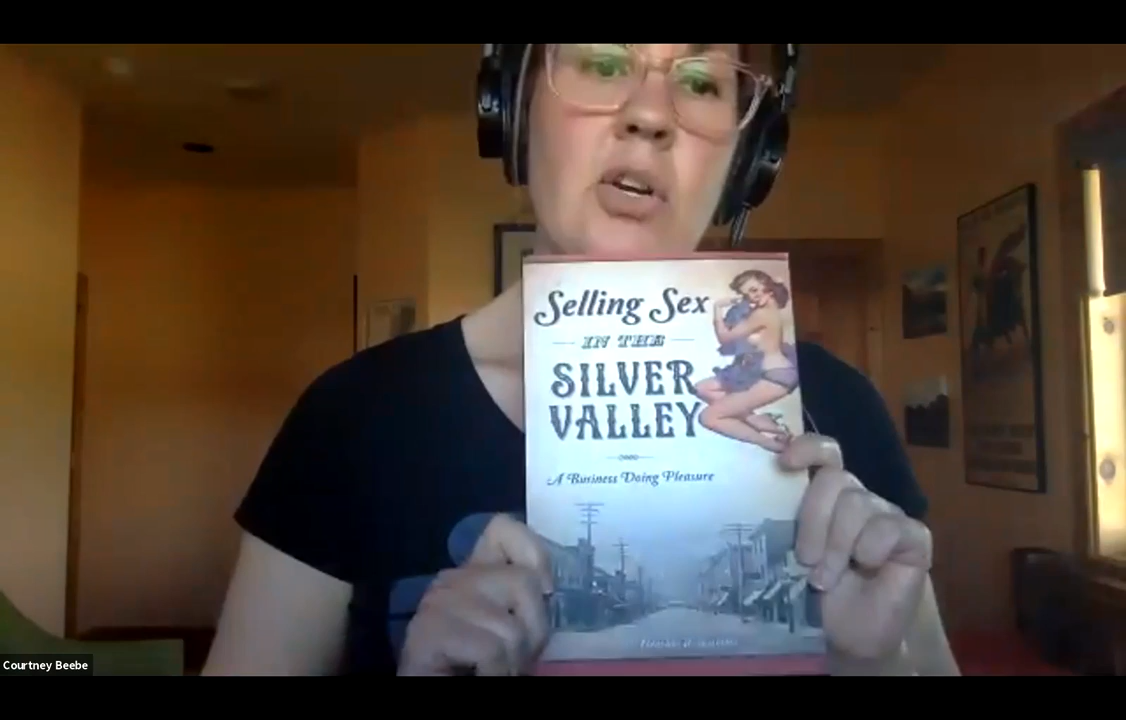 Selling Sex
IN THE
SILVER
VALLEY
A Business Doing Pleasure
Courtney Beebe